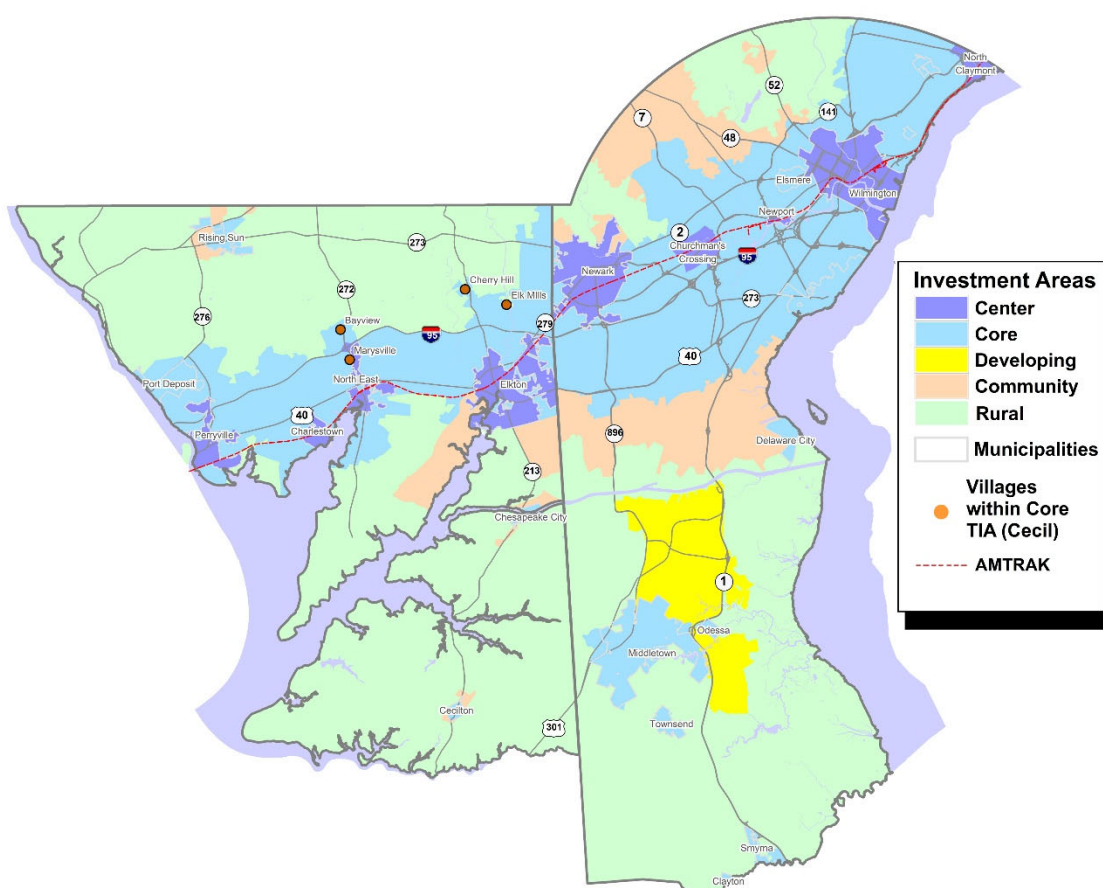 North
Claymont
52
141
7
48
Elsmere
Wilmington
Newport
2
Churchman's
Crossing
95
Rising Sun
273
Newark
Cherry Hill
Elk Mills
272
273
276
Bayview
95
279
Marysville
40
Port Deposit
North East
Elkton
40
Charlestown
Perryville
896
Delaware City
213
Chesapeake City
1
Odessa
Middletown
Cecilton
301
Townsend
Smyrna
Clayton
Investment Areas
Center
Core
Developing
Community
Rural
Municipalities
Villages
within Core
TIA (Cecil)
AMTRAK